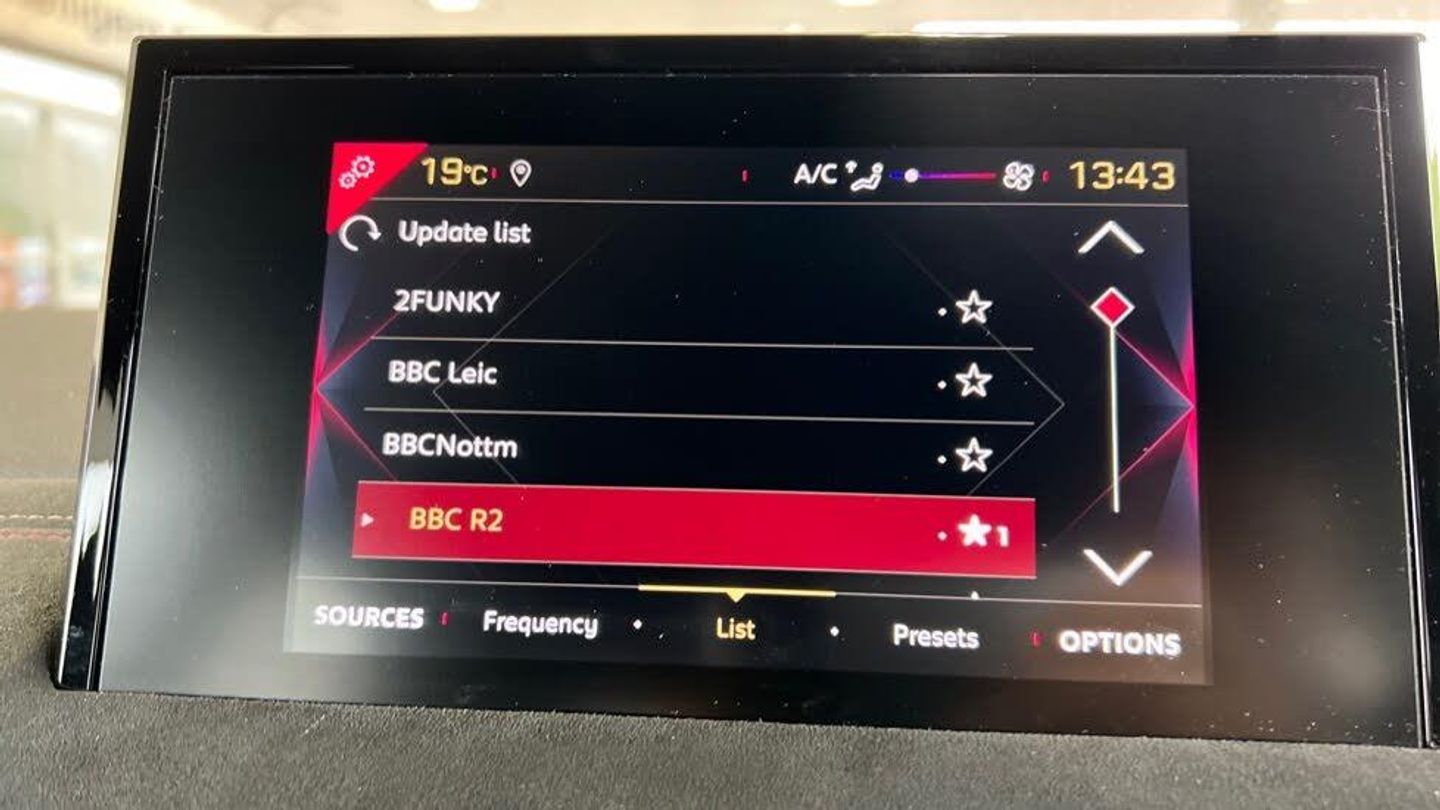 19°C A/C 13:43
Update list
2FUNKY
BBC Leic
BBCNottm
BBC R2 1
SOURCES Frequency List Presets OPTIONS